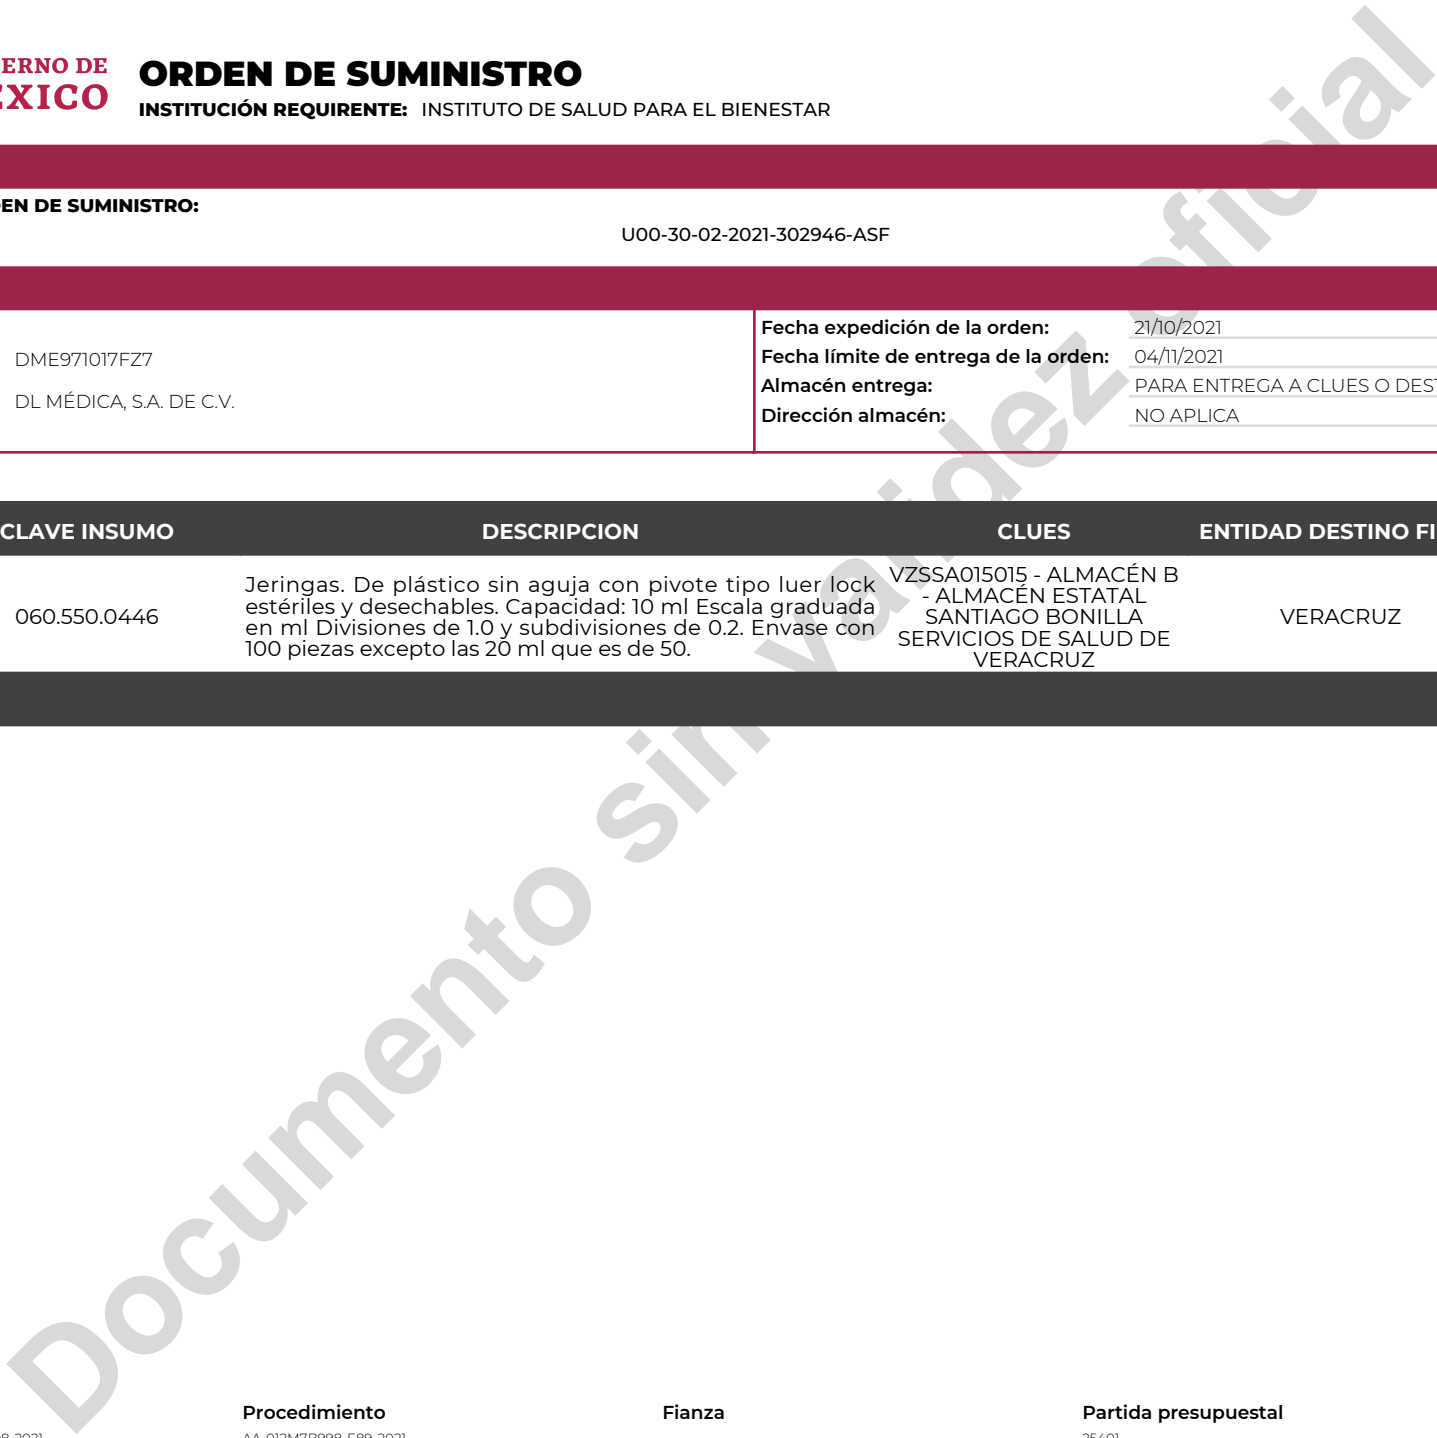 ERNO DE
ORDEN DE SUMINISTRO
INSTITUCIÓN REQUIRENTE: INSTITUTO DE SALUD PARA EL BIENESTAR
EN DE SUMINISTRO:
U00-30-02-2021-302946-ASF
DME971017FZ7
DL MÉDICA, S.A. DE C.V.
Fecha expedición de la orden: 21/10/2021
Fecha límite de entrega de la orden: 04/11/2021
Almacén entrega: PARA ENTREGA A CLUES O DEST
Dirección almacén: NO APLICA
CLAVE INSUMO DESCRIPCION CLUES ENTIDAD DESTINO FI
060.550.0446
Jeringas. De plástico sin aguja con pivote tipo luer lock
estériles y desechables. Capacidad: 10 ml Escala graduada
en ml Divisiones de 1.0 y subdivisiones de 0.2. Envase con
100 piezas excepto las 20 ml que es de 50.
VZSSA015015 - ALMACÉN B
- ALMACÉN ESTATAL
SANTIAGO BONILLA
SERVICIOS DE SALUD DE
VERACRUZ
VERACRUZ
Documento sin validez oficial
Procedimiento Fianza Partida presupuestal